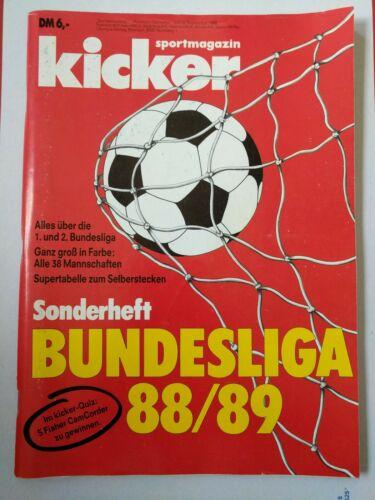 DM 6,-
sportmagazin
kicker
Alles über die
1. und 2. Bundesliga
Ganz groß in Farbe:
Alle 38 Mannschaften
Supertabelle zum Selberstecken
Sonderheft
BUNDESLIGA
88/89
Im kicker-Quiz:
5 Fisher CamCorder
zu gewinnen.